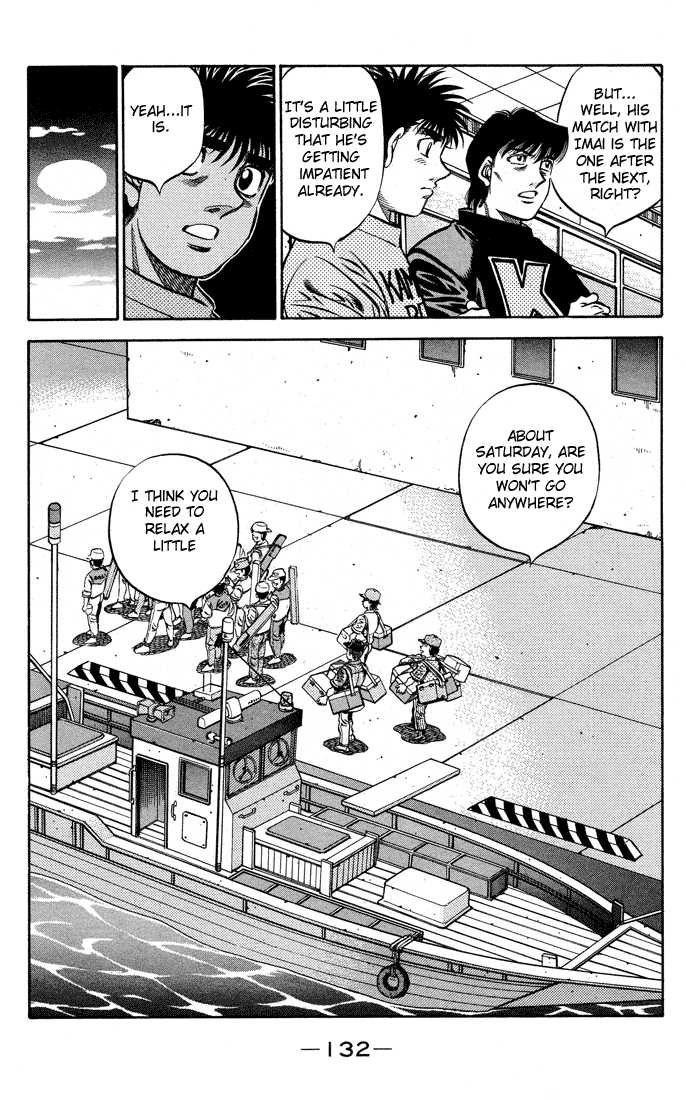 BUT...
WELL, HIS
MATCH WITH
IMAI IS THE
ONE AFTER
THE NEXT,
RIGHT?
IT'S A LITTLE
DISTURBING
THAT HE'S
GETTING
IMPATIENT
ALREADY.
KAM
K
YEAH...IT
IS.
ABOUT
SATURDAY, ARE
YOU SURE YOU
WON'T GO
ANYWHERE?
I THINK YOU
NEED TO
RELAX A
LITTLE
—132—